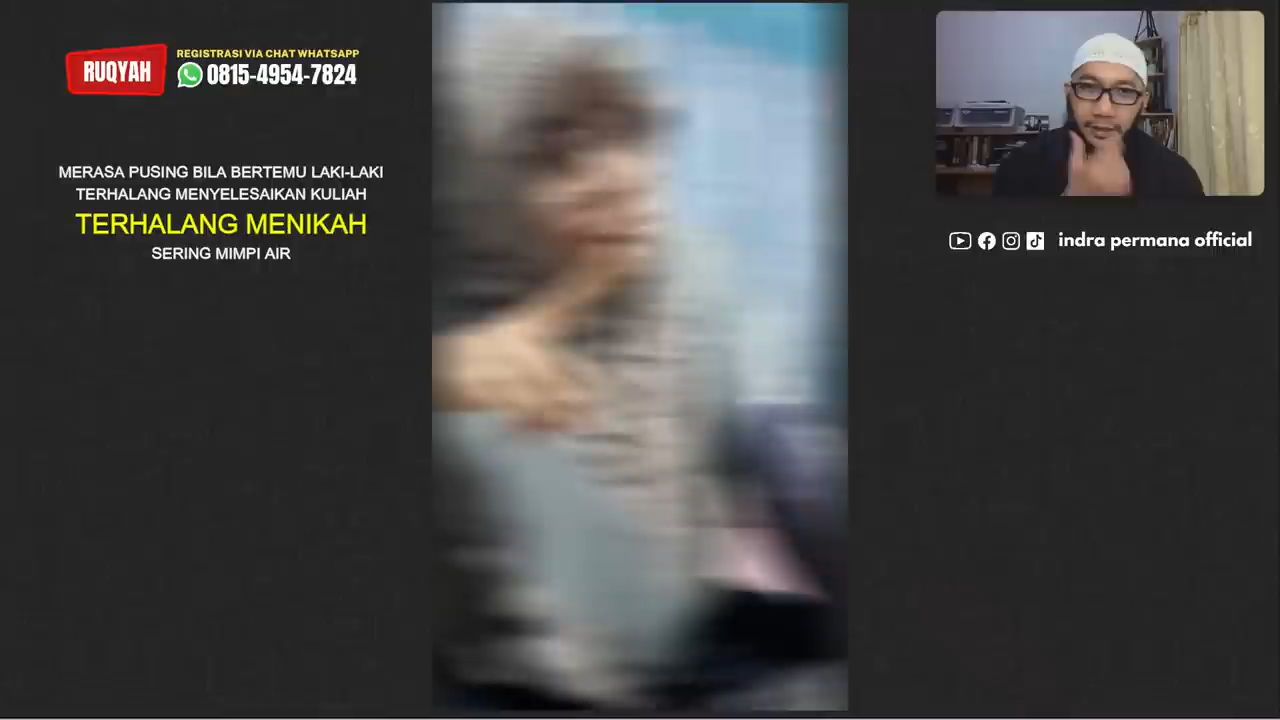 RUQYAH
REGISTRASI VIA CHAT WHATSAPP
0815-4954-7824
MERASA PUSING BILA BERTEMU LAKI-LAKI
TERHALANG MENYELESAIKAN KULIAH
TERHALANG MENIKAH
SERING MIMPI AIR
indra permana official